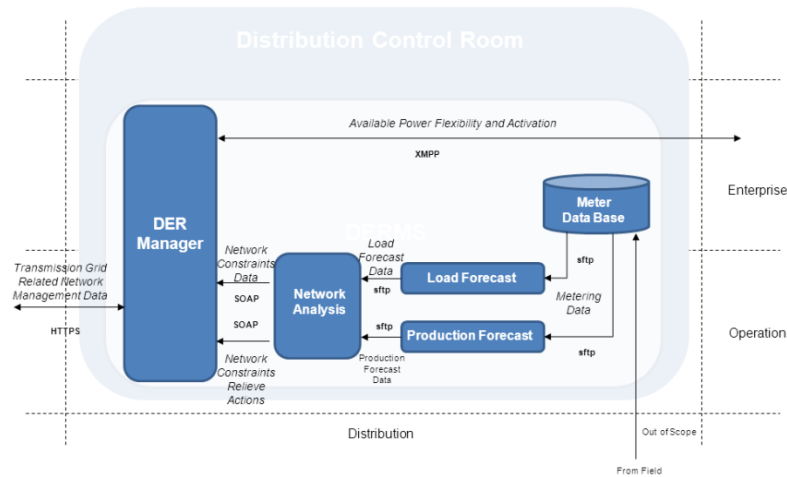 Distribution Control Room
Available Power Flexibility and Activation
XMPP
Enterprise
Meter
Data Base
DER
Manager
DERMS
Network
Constraints
Data
SOAP
Load
Forecast
Data
sftp
Load Forecast
sftp
Metering
Data
Transmission Grid
Related Network
Management Data
HTTPS
Network
Analysis
SOAP
sftp
Production Forecast
sftp
Operation
Network
Constraints
Relieve
Actions
Production
Forecast
Data
Distribution
Out of Scope
From Field